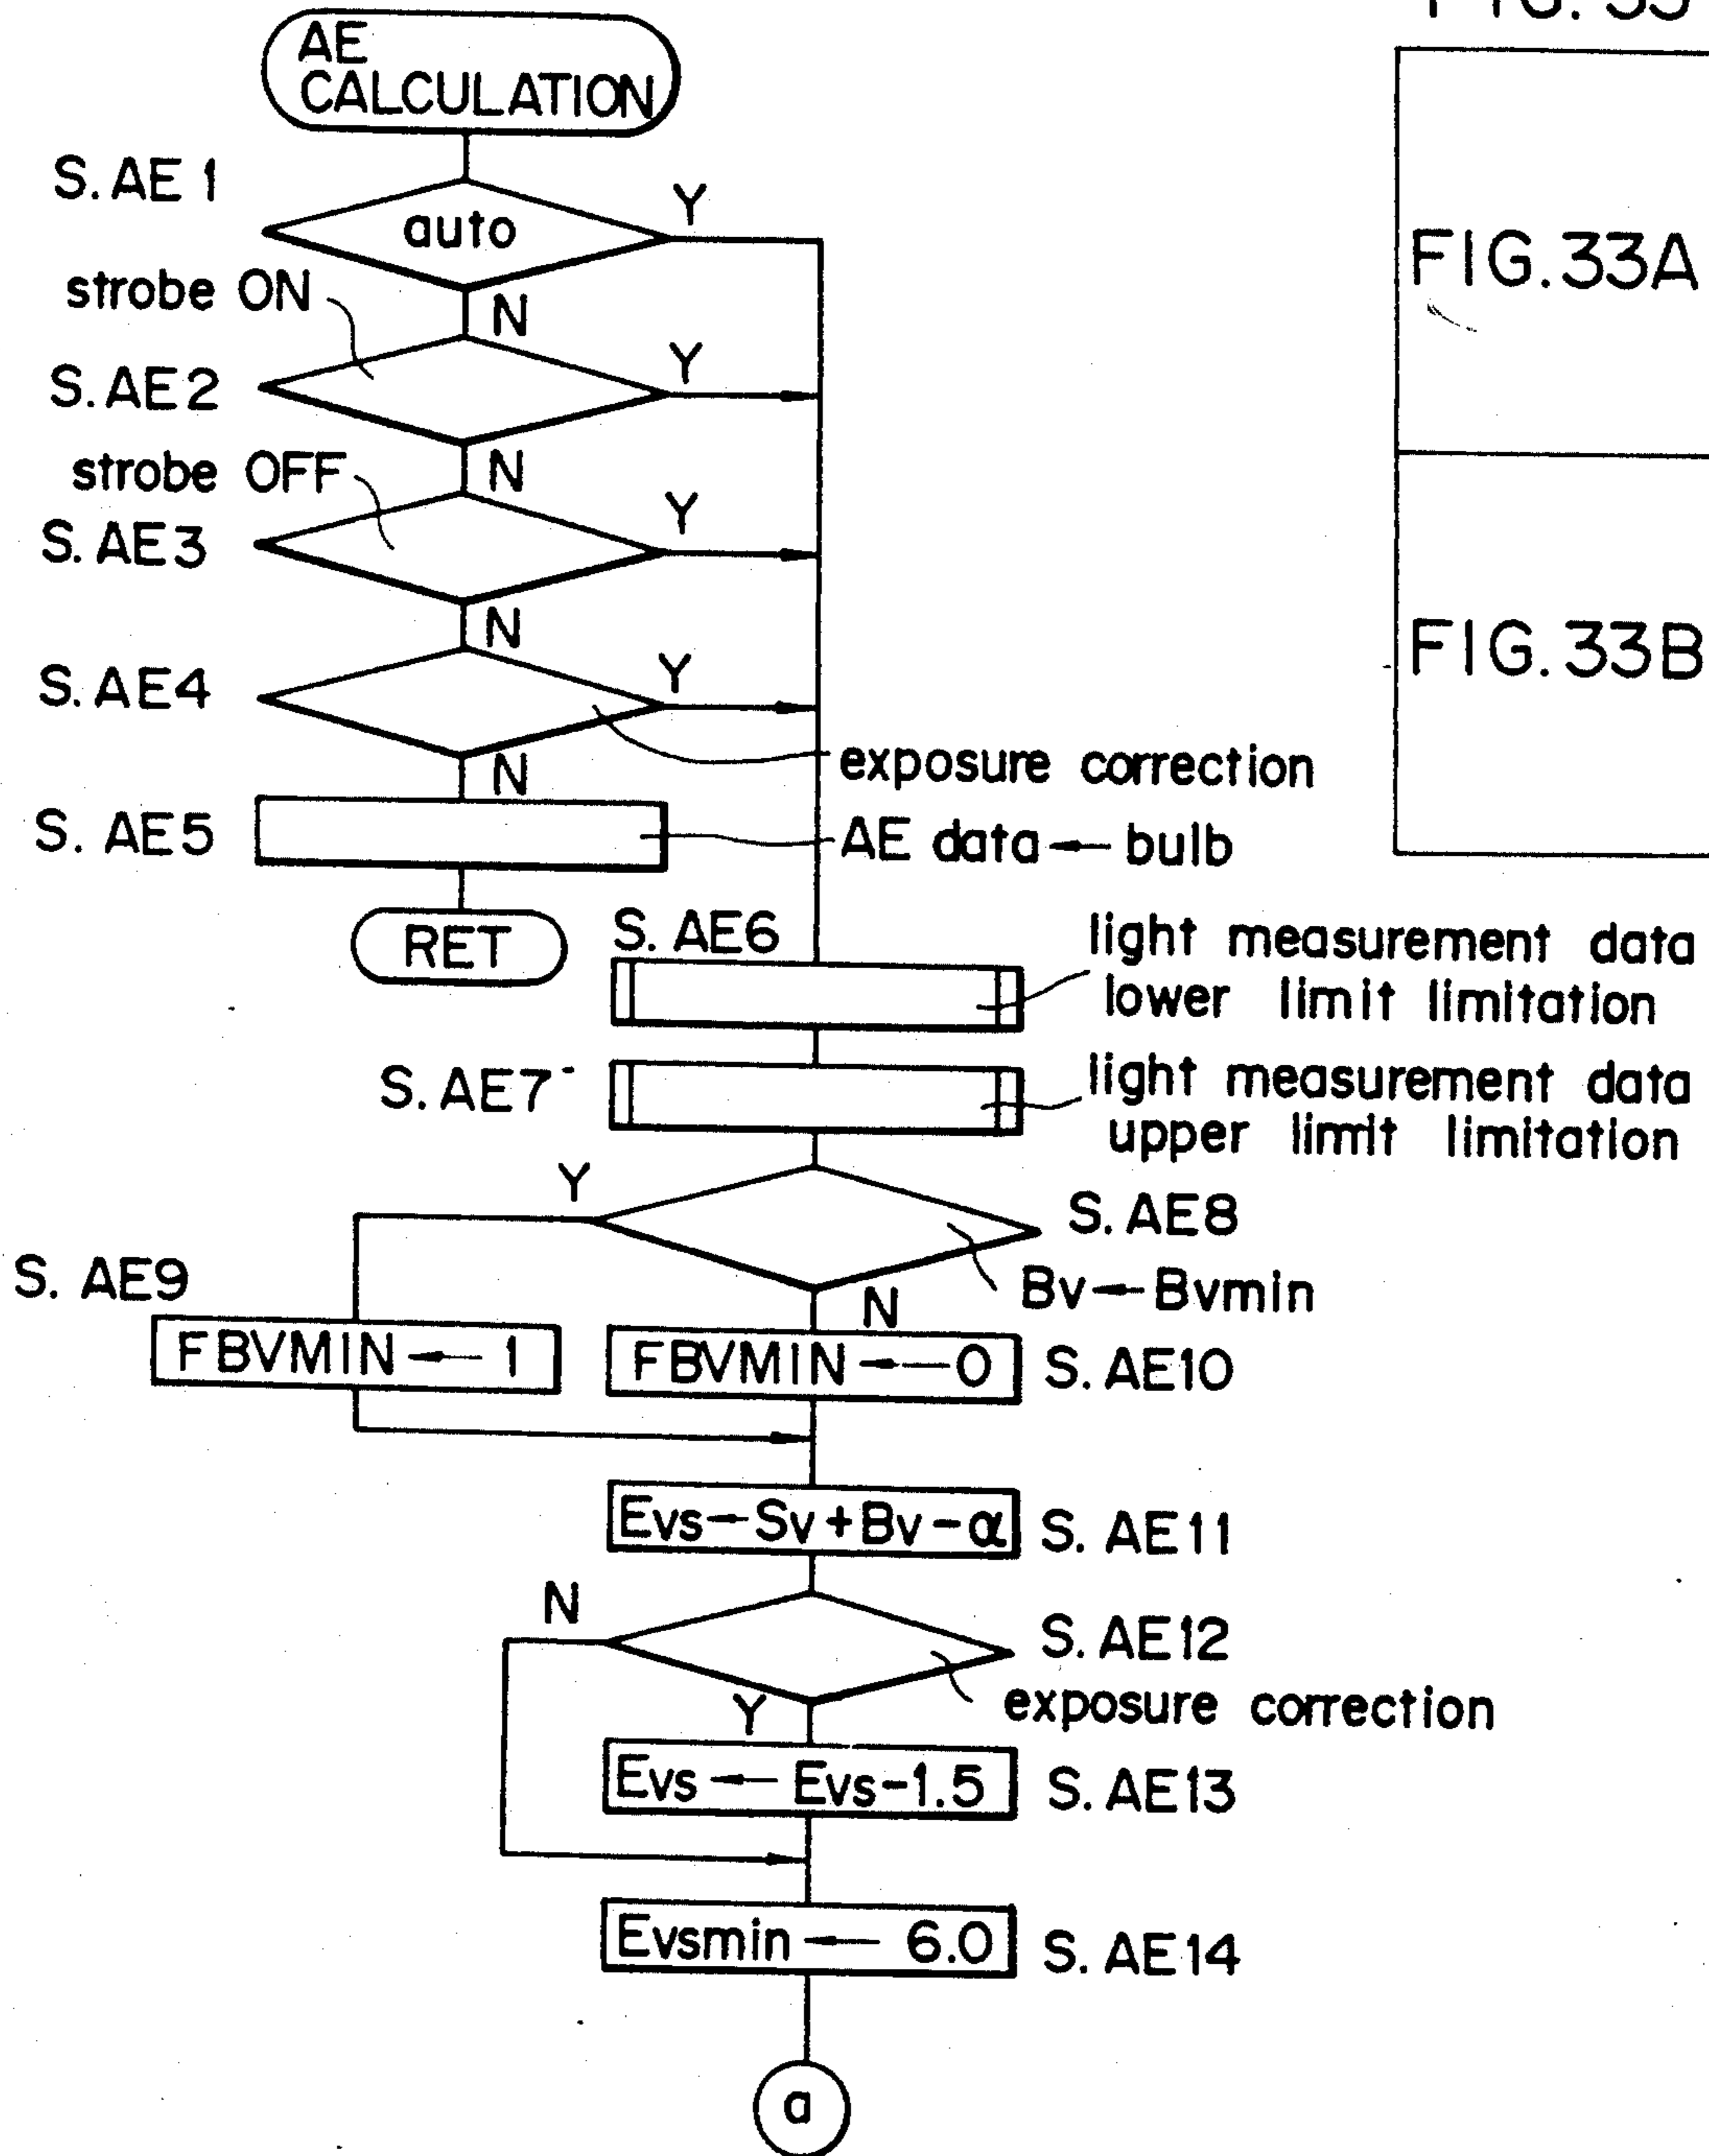 FIG. 33
FIG.33A
FIG.33B
AE
CALCULATION
S. AE 1
auto
Y
N
strobe ON
S. AE2
Y
N
strobe OFF
S. AE3
Y
N
S. AE4
Y
exposure correction
N
S. AE5
AE data ← bulb
RET
S. AE6
light measurement data
lower limit limitation
S. AE7
light measurement data
upper limit limitation
Y
S. AE8
Bv ← Bvmin
N
S. AE9
FBVMIN ← 1
FBVMIN ← 0
S. AE10
Evs ← Sv + Bv - α
S. AE11
N
S. AE12
exposure correction
Y
Evs ← Evs-1.5
S. AE13
Evsmin ← 6.0
S. AE14
a